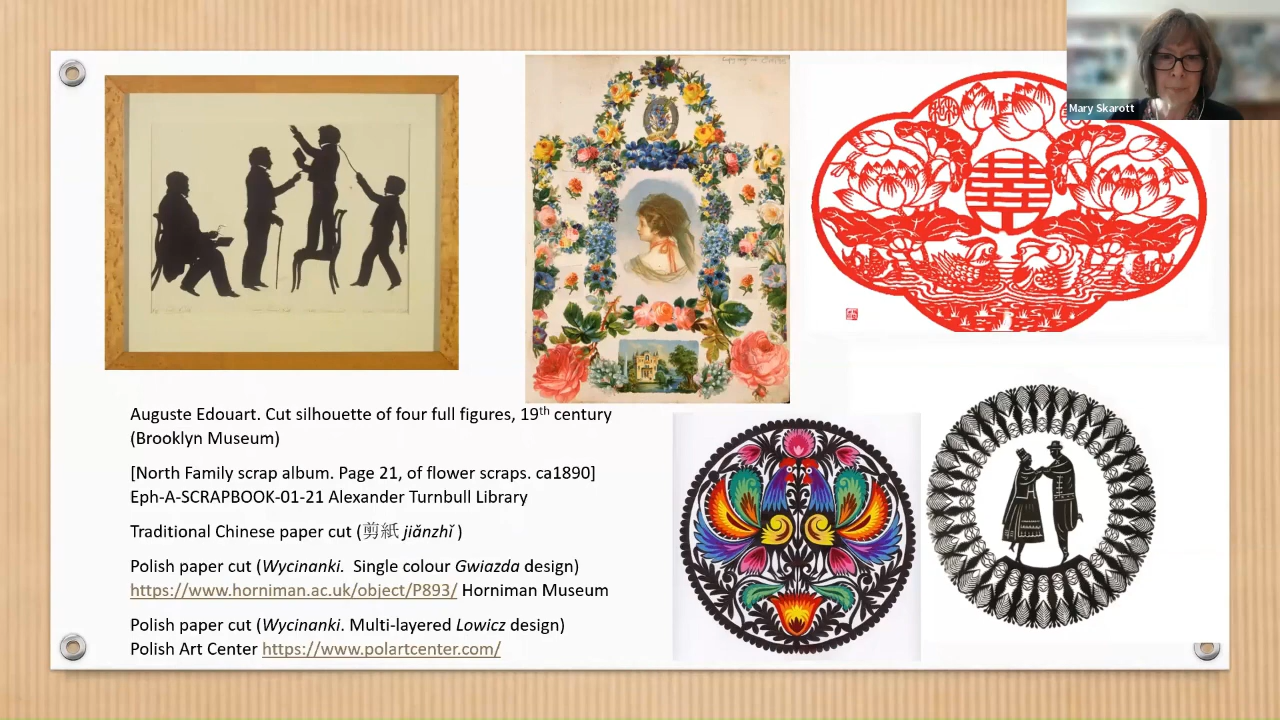 Mary Skarott
囍
Auguste Edouart. Cut silhouette of four full figures, 19th century
(Brooklyn Museum)
[North Family scrap album. Page 21, of flower scraps. ca1890]
Eph-A-SCRAPBOOK-01-21 Alexander Turnbull Library
Traditional Chinese paper cut (剪紙 jiǎnzhǐ )
Polish paper cut (Wycinanki. Single colour Gwiazda design)
https://www.horniman.ac.uk/object/P893/ Horniman Museum
Polish paper cut (Wycinanki. Multi-layered Lowicz design)
Polish Art Center https://www.polartcenter.com/